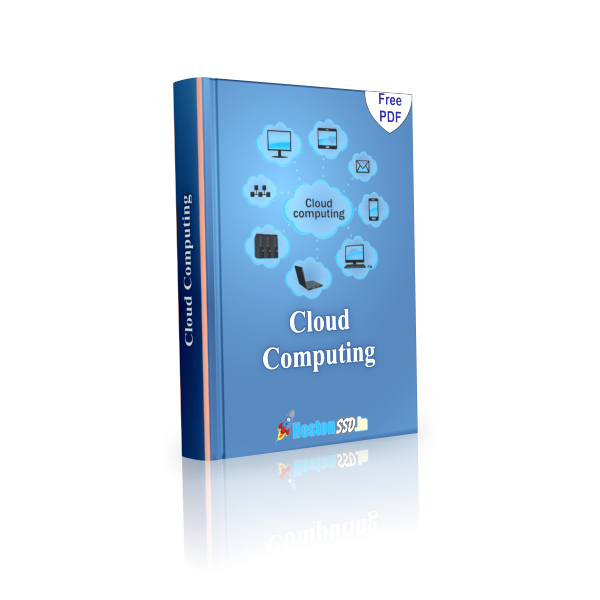 Free
PDF
Cloud
computing
Cloud Computing
Cloud
Computing
HostonSSD.in